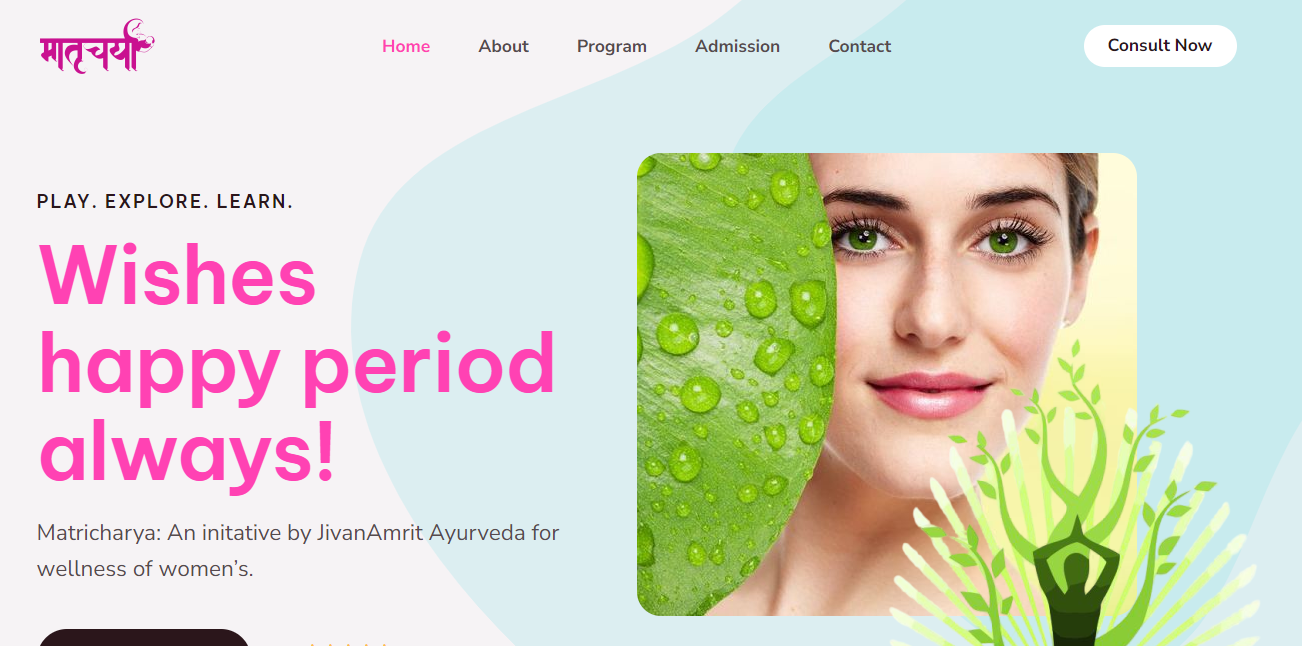 मातृचर्या
Home About Program Admission Contact Consult Now
PLAY. EXPLORE. LEARN.
Wishes
happy period
always!
Matricharya: An initative by JivanAmrit Ayurveda for
wellness of women’s.